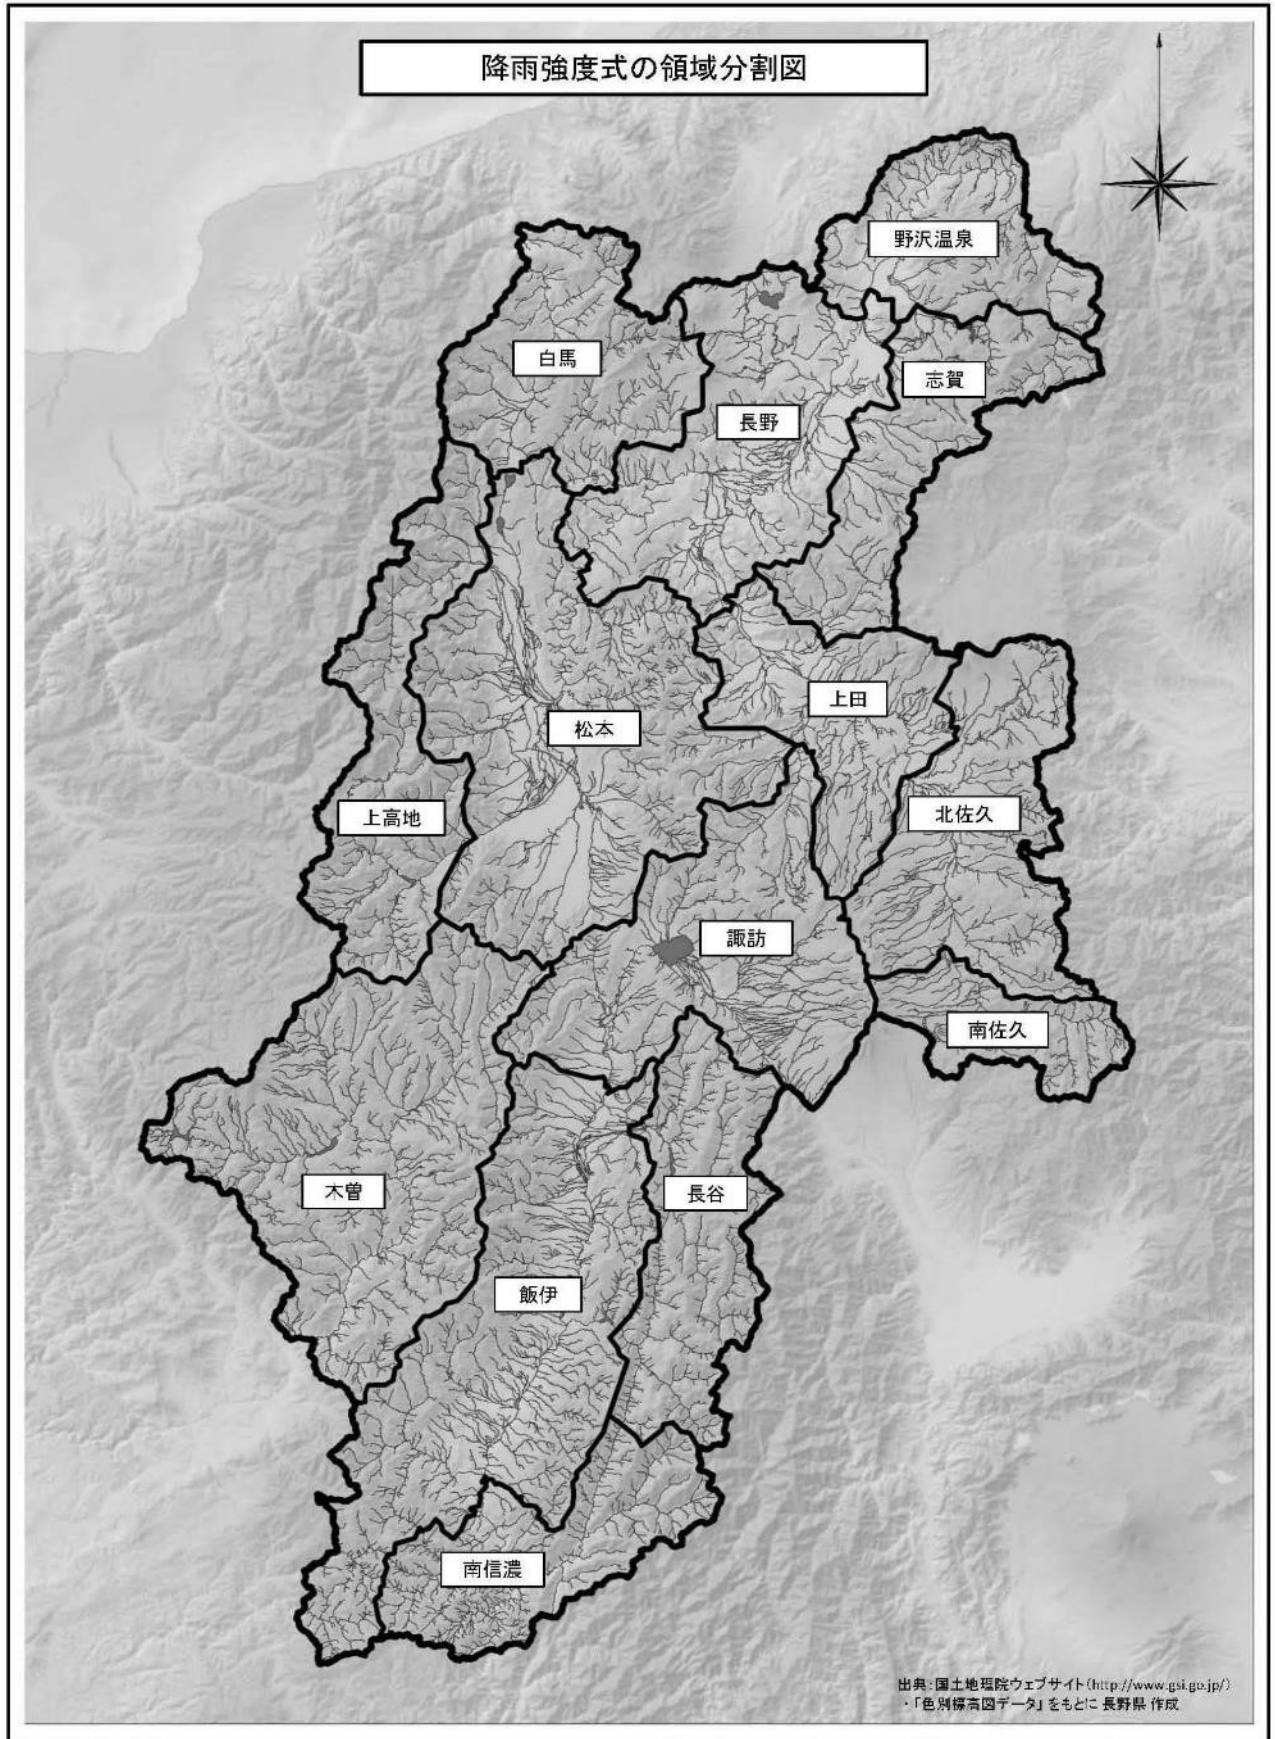 降雨強度式の領域分割図
野沢温泉
白馬
志賀
長野
上田
松本
北佐久
上高地
諏訪
南佐久
木曽
長谷
飯伊
南信濃
出典:国土地理院ウェブサイト(http://www.gsi.go.jp/)
・「色別標高図データ」をもとに 長野県 作成